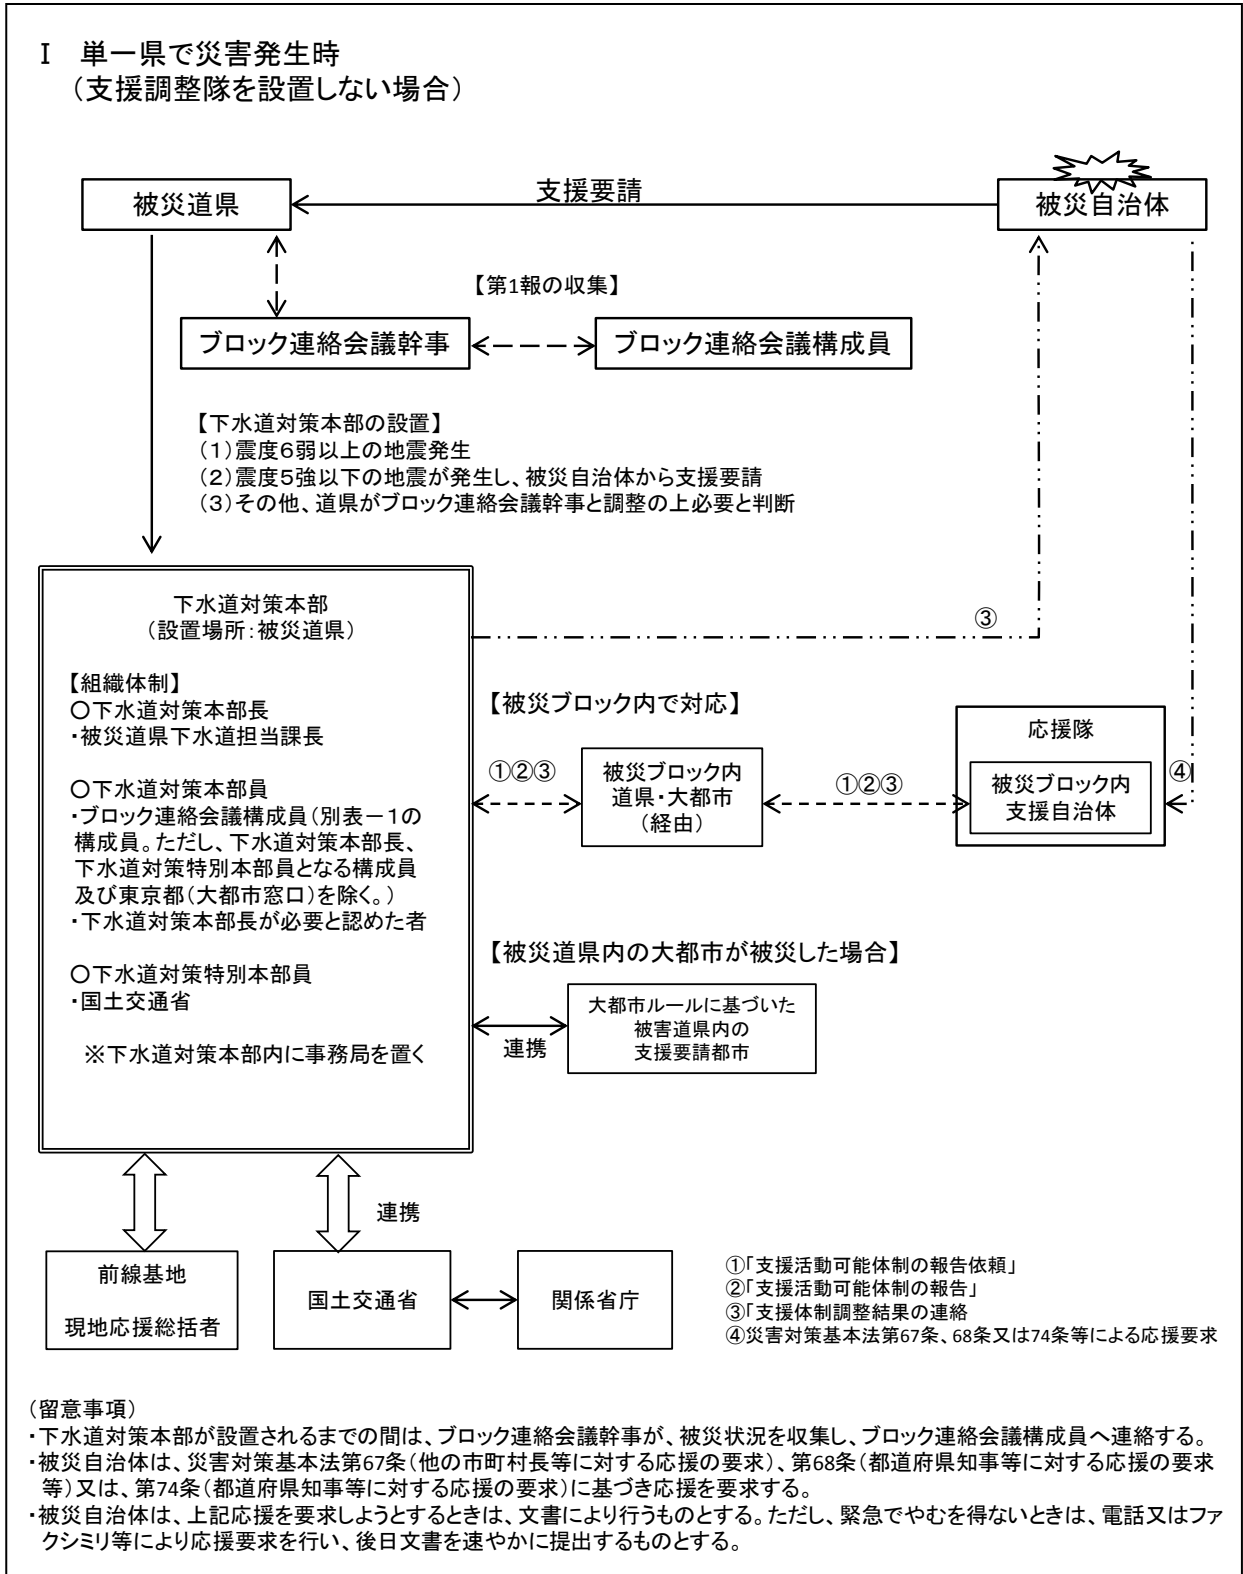 Ⅰ　単一県で災害発生時
（支援調整隊を設置しない場合）
被災道県
支援要請
被災自治体
【第1報の収集】
ブロック連絡会議幹事
ブロック連絡会議構成員
【下水道対策本部の設置】
（１）震度６弱以上の地震発生
（２）震度５強以下の地震が発生し、被災自治体から支援要請
（３）その他、道県がブロック連絡会議幹事と調整の上必要と判断
下水道対策本部
（設置場所：被災道県）
【組織体制】
○下水道対策本部長
・被災道県下水道担当課長
○下水道対策本部員
・ブロック連絡会議構成員（別表－１の
構成員。ただし、下水道対策本部長、
下水道対策特別本部員となる構成員
及び東京都（大都市窓口）を除く。）
・下水道対策本部長が必要と認めた者
○下水道対策特別本部員
・国土交通省
※下水道対策本部内に事務局を置く
③
【被災ブロック内で対応】
①②③
被災ブロック内
道県・大都市
（経由）
①②③
応援隊
被災ブロック内
支援自治体
④
【被災道県内の大都市が被災した場合】
連携
大都市ルールに基づいた
被害道県内の
支援要請都市
連携
前線基地
現地応援総括者
国土交通省
関係省庁
①「支援活動可能体制の報告依頼」
②「支援活動可能体制の報告」
③「支援体制調整結果の連絡
④災害対策基本法第67条、68条又は74条等による応援要求
（留意事項）
・下水道対策本部が設置されるまでの間は、ブロック連絡会議幹事が、被災状況を収集し、ブロック連絡会議構成員へ連絡する。
・被災自治体は、災害対策基本法第67条（他の市町村長等に対する応援の要求）、第68条（都道府県知事等に対する応援の要求
等）又は、第74条（都道府県知事等に対する応援の要求）に基づき応援を要求する。
・被災自治体は、上記応援を要求しようとするときは、文書により行うものとする。ただし、緊急でやむを得ないときは、電話又はファ
クシミリ等により応援要求を行い、後日文書を速やかに提出するものとする。